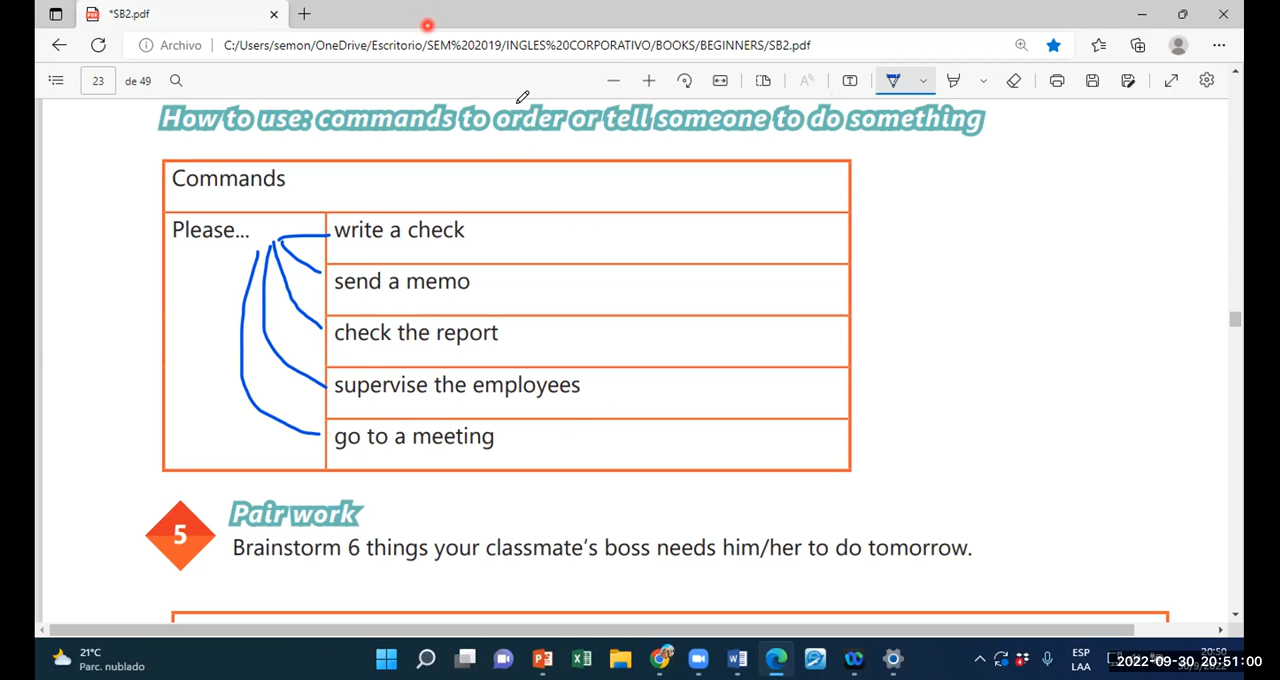 *SB2.pdf
Archivo C:/Users/semon/OneDrive/Escritorio/SEM%202019/INGLES%20CORPORATIVO/BOOKS/BEGINNERS/SB2.pdf
23 de 49
How to use: commands to order or tell someone to do something
Commands
Please... write a check
send a memo
check the report
supervise the employees
go to a meeting
5 Pair work
Brainstorm 6 things your classmate's boss needs him/her to do tomorrow.
21°C
Parc. nublado
ESP
LAA
20:50
2022-09-30, 20:51:00